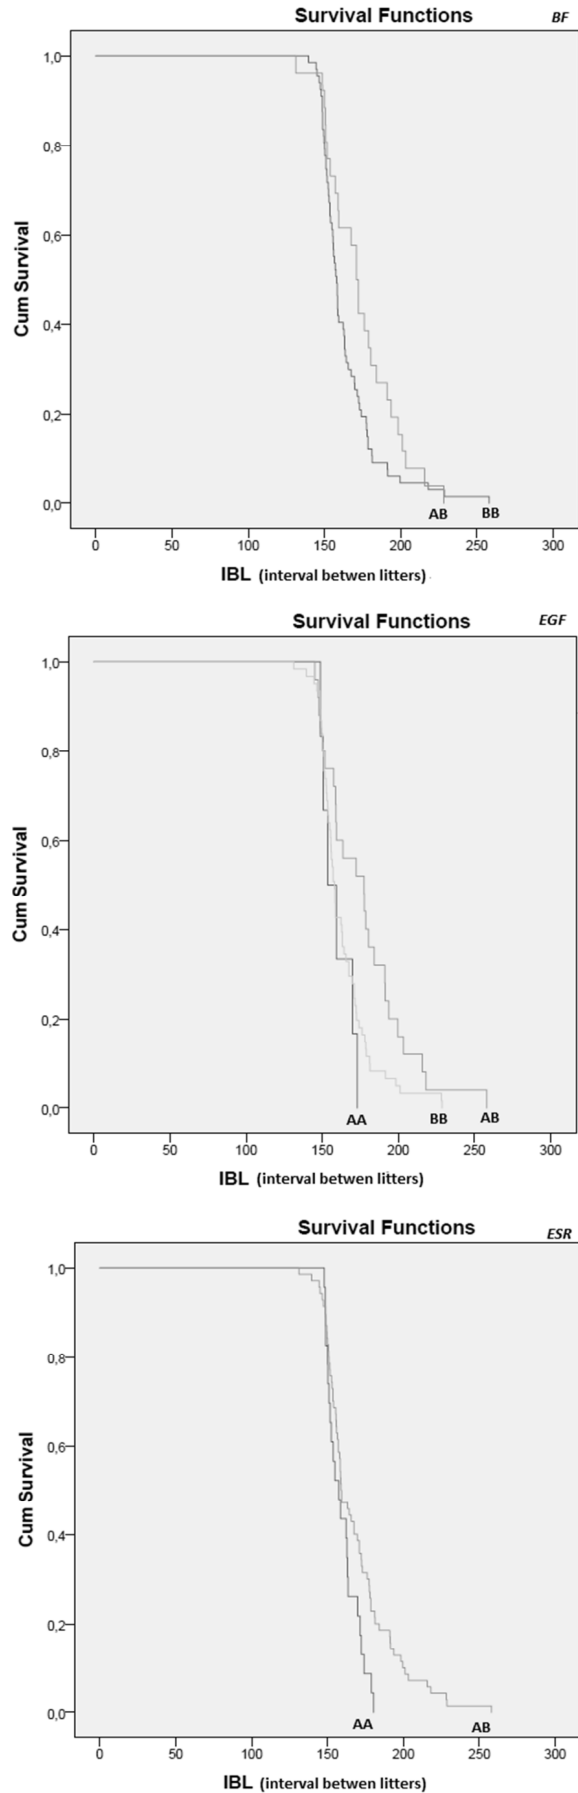 Survival Functions BF
1,0
0,8
0,6
0,4
0,2
0,0
Cum Survival
AB BB
0 50 100 150 200 250 300
IBL (interval betwen litters)
Survival Functions EGF
1,0
0,8
0,6
0,4
0,2
0,0
Cum Survival
AA BB AB
0 50 100 150 200 250 300
IBL (interval betwen litters)
Survival Functions ESR
1,0
0,8
0,6
0,4
0,2
0,0
Cum Survival
AA AB
0 50 100 150 200 250 300
IBL (interval betwen litters)